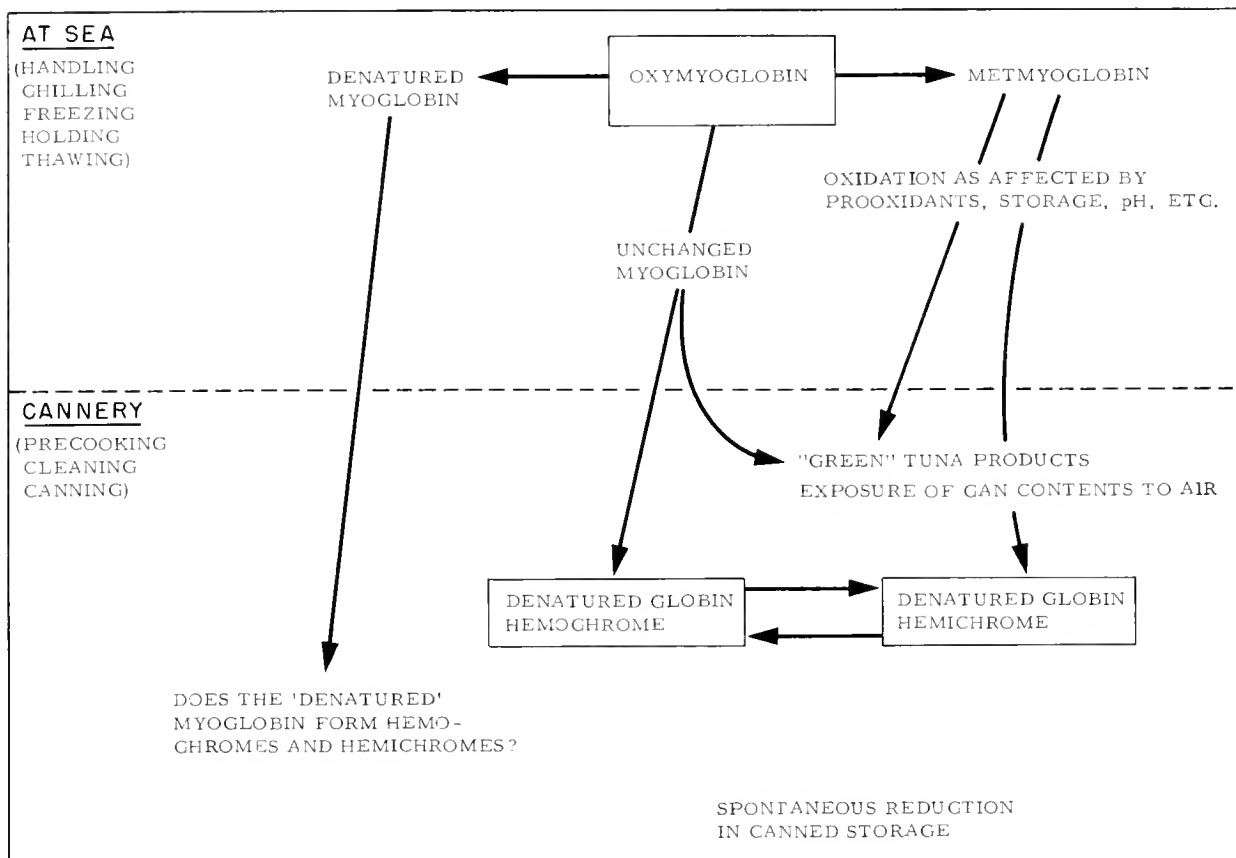 AT SEA
(HANDLING
CHILLING
FREEZING
HOLDING
THAWING)
DENATURED
MYOGLOBIN
OXYMYOGLOBIN
METMYOGLOBIN
OXIDATION AS AFFECTED BY
PROOXIDANTS, STORAGE, pH, ETC.
UNCHANGED
MYOGLOBIN
CANNERY
(PRECOOKING
CLEANING
CANNING)
"GREEN" TUNA PRODUCTS
EXPOSURE OF CAN CONTENTS TO AIR
DENATURED GLOBIN
HEMOCHROME
DENATURED GLOBIN
HEMICHROME
DOES THE 'DENATURED'
MYOGLOBIN FORM HEMO-
CHROMES AND HEMICHROMES?
SPONTANEOUS REDUCTION
IN CANNED STORAGE